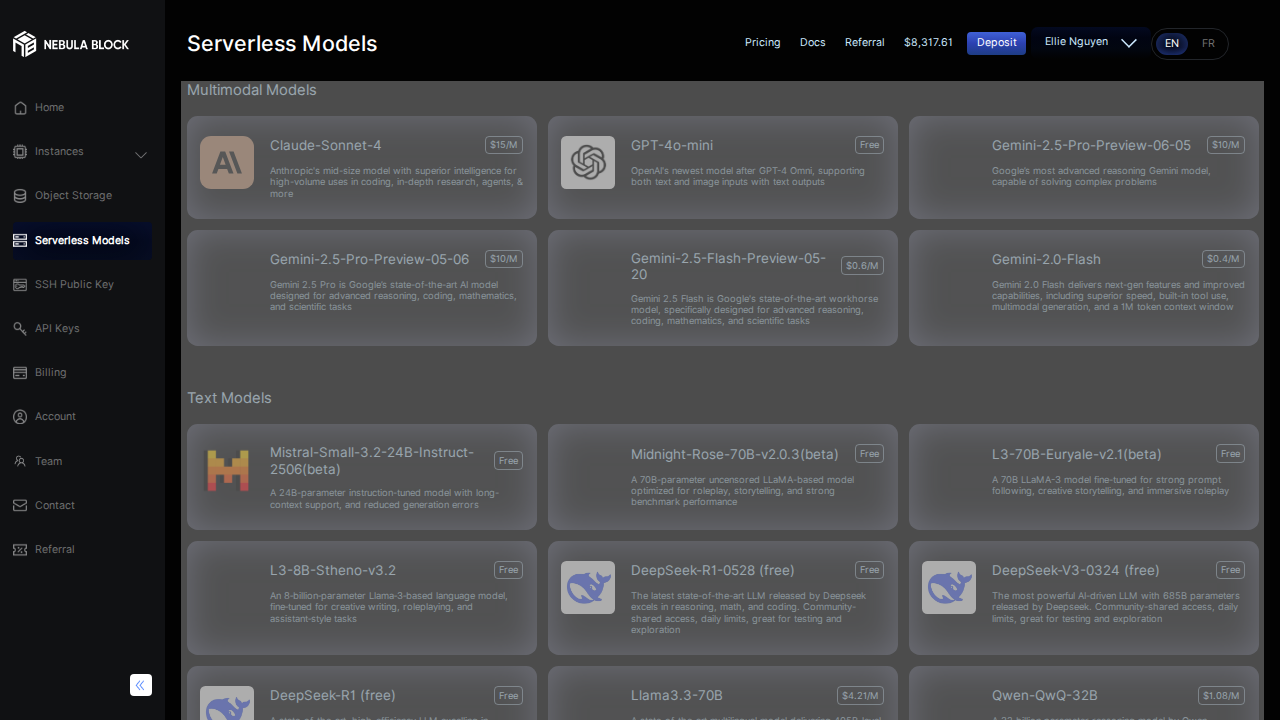 NEBULA BLOCK
Serverless Models
Pricing
Docs
Referral
$8,317.61
Deposit
Ellie Nguyen
EN
FR
Home
Instances
Object Storage
Serverless Models
SSH Public Key
API Keys
Billing
Account
Team
Contact
Referral
Multimodal Models
Claude-Sonnet-4
$15/M
Anthropic's mid-size model with superior intelligence for
high-volume uses in coding, in-depth research, agents, &
more
GPT-4o-mini
Free
OpenAI's newest model after GPT-4 Omni, supporting
both text and image inputs with text outputs
Gemini-2.5-Pro-Preview-06-05
$10/M
Google's most advanced reasoning Gemini model,
capable of solving complex problems
Gemini-2.5-Pro-Preview-05-06
$10/M
Gemini 2.5 Pro is Google's state-of-the-art AI model
designed for advanced reasoning, coding, mathematics,
and scientific tasks
Gemini-2.5-Flash-Preview-05-
20
$0.6/M
Gemini 2.5 Flash is Google's state-of-the-art workhorse
model, specifically designed for advanced reasoning,
coding, mathematics, and scientific tasks
Gemini-2.0-Flash
$0.4/M
Gemini 2.0 Flash delivers next-gen features and improved
capabilities, including superior speed, built-in tool use,
multimodal generation, and a 1M token context window
Text Models
Mistral-Small-3.2-24B-Instruct-
2506(beta)
Free
A 24B-parameter instruction-tuned model with long-
context support, and reduced generation errors
Midnight-Rose-70B-v2.0.3(beta)
Free
A 70B-parameter uncensored LLaMA-based model
optimized for roleplay, storytelling, and strong
benchmark performance
L3-70B-Euryale-v2.1(beta)
Free
A 70B LLaMA-3 model fine-tuned for strong prompt
following, creative storytelling, and immersive roleplay
L3-8B-Stheno-v3.2
Free
An 8-billion-parameter Llama-3-based language model,
fine-tuned for creative writing, roleplaying, and
assistant-style tasks
DeepSeek-R1-0528 (free)
Free
The latest state-of-the-art LLM released by Deepseek
excels in reasoning, math, and coding. Community-
shared access, daily limits, great for testing and
exploration
DeepSeek-V3-0324 (free)
Free
The most powerful AI-driven LLM with 685B parameters
released by Deepseek. Community-shared access, daily
limits, great for testing and exploration
DeepSeek-R1 (free)
Free
Llama3.3-70B
$4.21/M
Qwen-QwQ-32B
$1.08/M